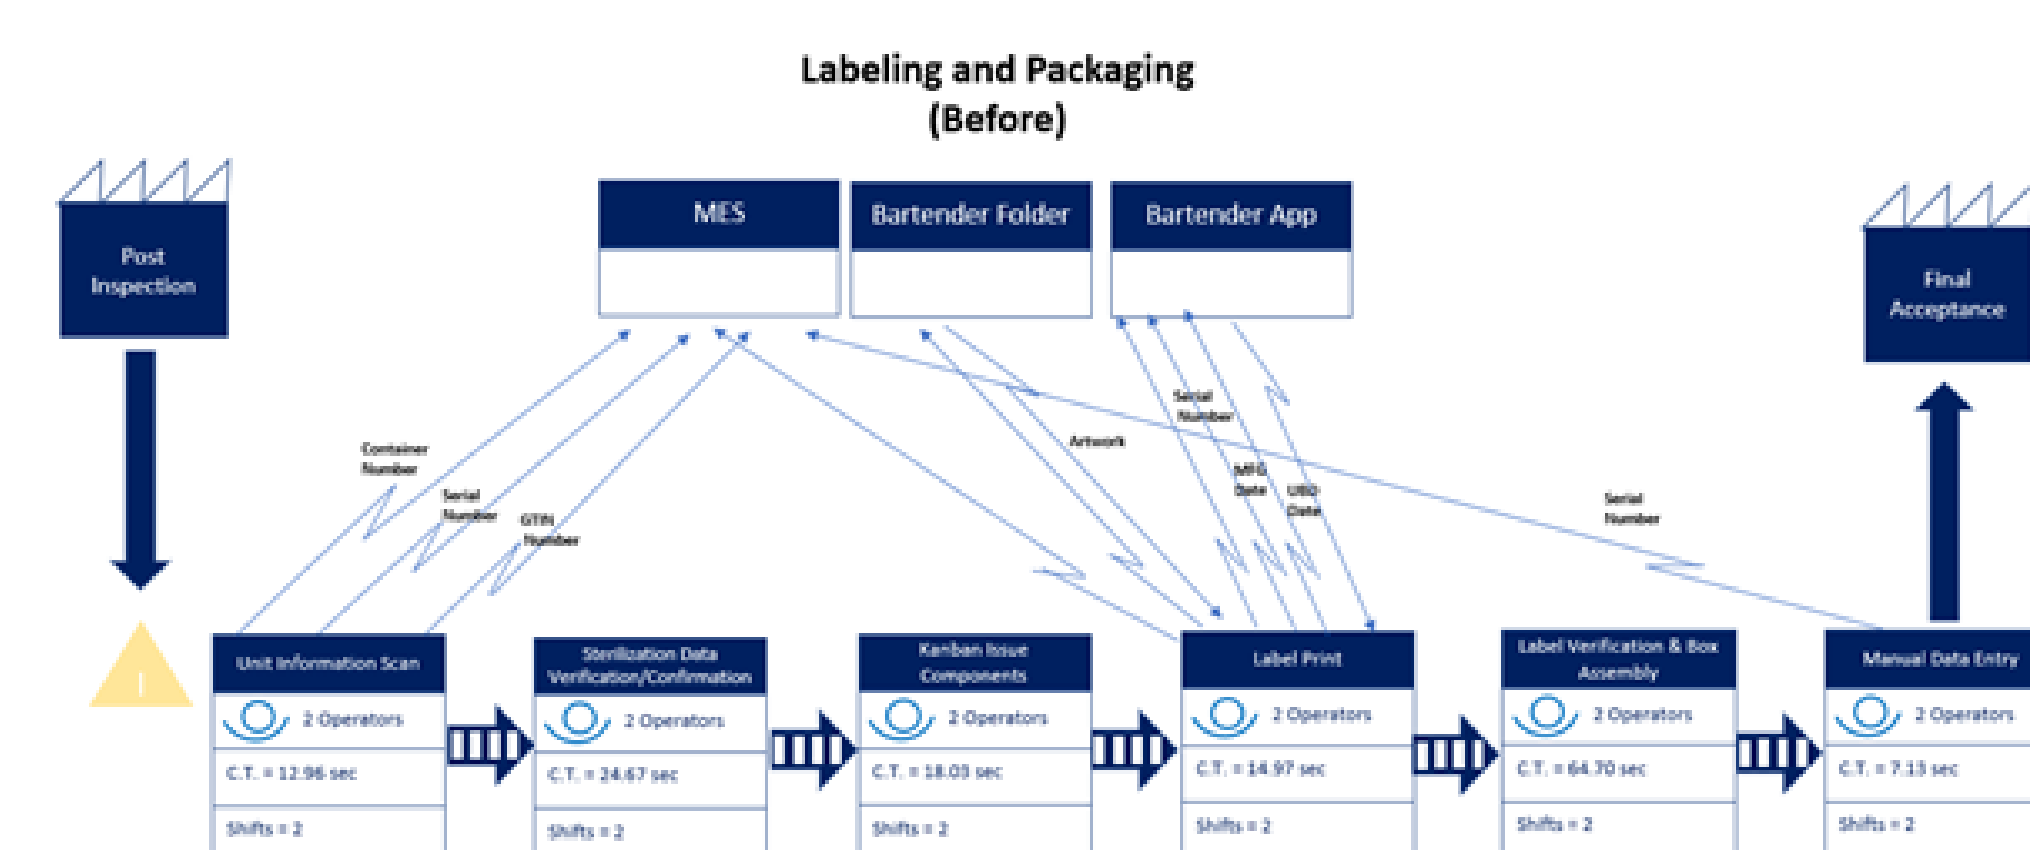 Labeling and Packaging
(Before)
Post
Inspection
MES
Bartender Folder
Bartender App
Final
Acceptance
Container
Number
Serial
Number
GTIN
Number
Artwork
Serial
Number
MFG
Date
UBD
Date
Serial
Number
I
Unit Information Scan
2 Operators
C.T. = 12.96 sec
Shifts = 2
Sterilization Data
Verification/Confirmation
2 Operators
C.T. = 24.67 sec
Shifts = 2
Kanban Issue
Components
2 Operators
C.T. = 18.03 sec
Shifts = 2
Label Print
2 Operators
C.T. = 14.97 sec
Shifts = 2
Label Verification & Box
Assembly
2 Operators
C.T. = 64.70 sec
Shifts = 2
Manual Data Entry
2 Operators
C.T. = 7.13 sec
Shifts = 2